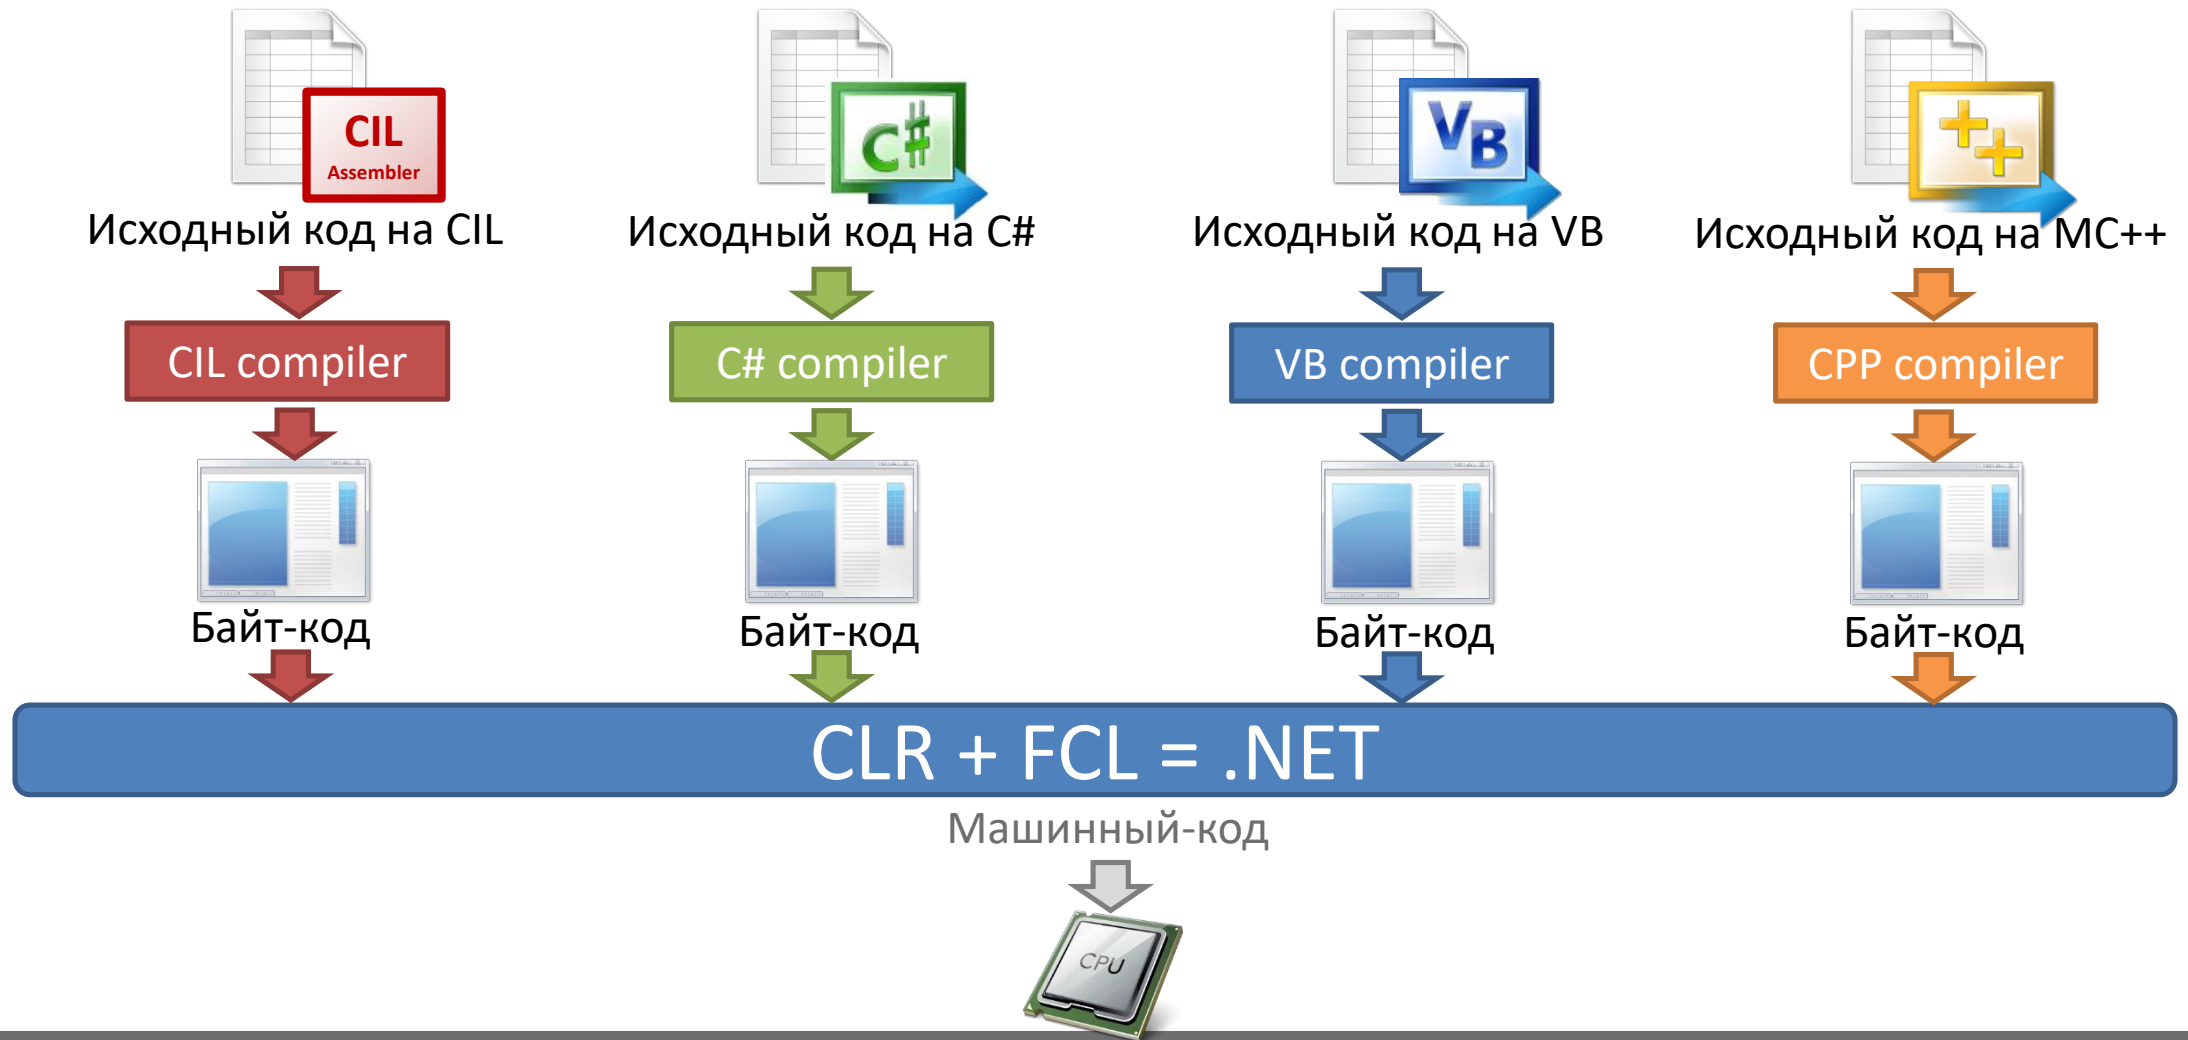 CIL
Assembler
C#
VB
++
Исходный код на CIL
Исходный код на C#
Исходный код на VB
Исходный код на MC++
CIL compiler
C# compiler
VB compiler
CPP compiler
Байт-код
Байт-код
Байт-код
Байт-код
CLR + FCL = .NET
Машинный-код
CPU